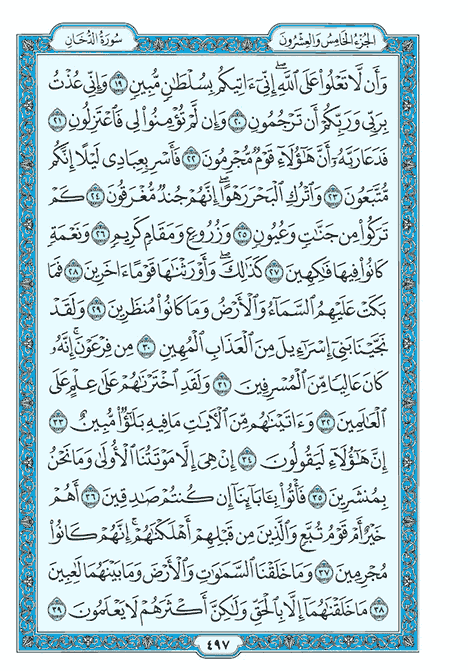 الجزء الخامس والعشرون سورة الدخان
وَأَن لَّا تَعْلُوا۟ عَلَى ٱللَّهِ ۖ إِنِّىٓ ءَاتِيكُم بِسُلْطَـٰنٍ مُّبِينٍ ١٩ وَإِنِّى عُذْتُ
بِرَبِّى وَرَبِّكُمْ أَن تَرْجُمُونِ ٢٠ وَإِن لَّمْ تُؤْمِنُوا۟ لِى فَٱعْتَزِلُونِ ٢١
فَدَعَا رَبَّهُۥٓ أَنَّ هَـٰٓؤُلَآءِ قَوْمٌ مُّجْرِمُونَ ٢٢ فَأَسْرِ بِعِبَادِى لَيْلًا إِنَّكُم
مُّتَّبَعُونَ ٢٣ وَٱتْرُكِ ٱلْبَحْرَ رَهْوًا ۖ إِنَّهُمْ جُندٌ مُّغْرَقُونَ ٢٤ كَمْ
تَرَكُوا۟ مِن جَنَّـٰتٍ وَعُيُونٍ ٢٥ وَزُرُوعٍ وَمَقَامٍ كَرِيمٍ ٢٦ وَنَعْمَةٍ
كَانُوا۟ فِيهَا فَـٰكِهِينَ ٢٧ كَذَٰلِكَ ۖ وَأَوْرَثْنَـٰهَا قَوْمًا ءَاخَرِينَ ٢٨ فَمَا
بَكَتْ عَلَيْهِمُ ٱلسَّمَآءُ وَٱلْأَرْضُ وَمَا كَانُوا۟ مُنظَرِينَ ٢٩ وَلَقَدْ
نَجَّيْنَا بَنِىٓ إِسْرَٰٓءِيلَ مِنَ ٱلْعَذَابِ ٱلْمُهِينِ ٣٠ مِن فِرْعَوْنَ ۚ إِنَّهُۥ
كَانَ عَالِيًا مِّنَ ٱلْمُسْرِفِينَ ٣١ وَلَقَدِ ٱخْتَرْنَـٰهُمْ عَلَىٰ عِلْمٍ عَلَى
ٱلْعَـٰلَمِينَ ٣٢ وَءَاتَيْنَـٰهُم مِّنَ ٱلْـَٔايَـٰتِ مَا فِيهِ بَلَـٰٓؤٌا۟ مُّبِينٌ ٣٣
إِنَّ هَـٰٓؤُلَآءِ لَيَقُولُونَ ٣٤ إِنْ هِىَ إِلَّا مَوْتَتُنَا ٱلْأُولَىٰ وَمَا نَحْنُ
بِمُنشَرِينَ ٣٥ فَأْتُوا۟ بِـَٔابَآئِنَآ إِن كُنتُمْ صَـٰدِقِينَ ٣٦ أَهُمْ
خَيْرٌ أَمْ قَوْمُ تُبَّعٍ وَٱلَّذِينَ مِن قَبْلِهِمْ ۚ أَهْلَكْنَـٰهُمْ ۖ إِنَّهُمْ كَانُوا۟
مُجْرِمِينَ ٣٧ وَمَا خَلَقْنَا ٱلسَّمَـٰوَٰتِ وَٱلْأَرْضَ وَمَا بَيْنَهُمَا لَـٰعِبِينَ
٣٨ مَا خَلَقْنَـٰهُمَآ إِلَّا بِٱلْحَقِّ وَلَـٰكِنَّ أَكْثَرَهُمْ لَا يَعْلَمُونَ ٣٩
٤٩٧